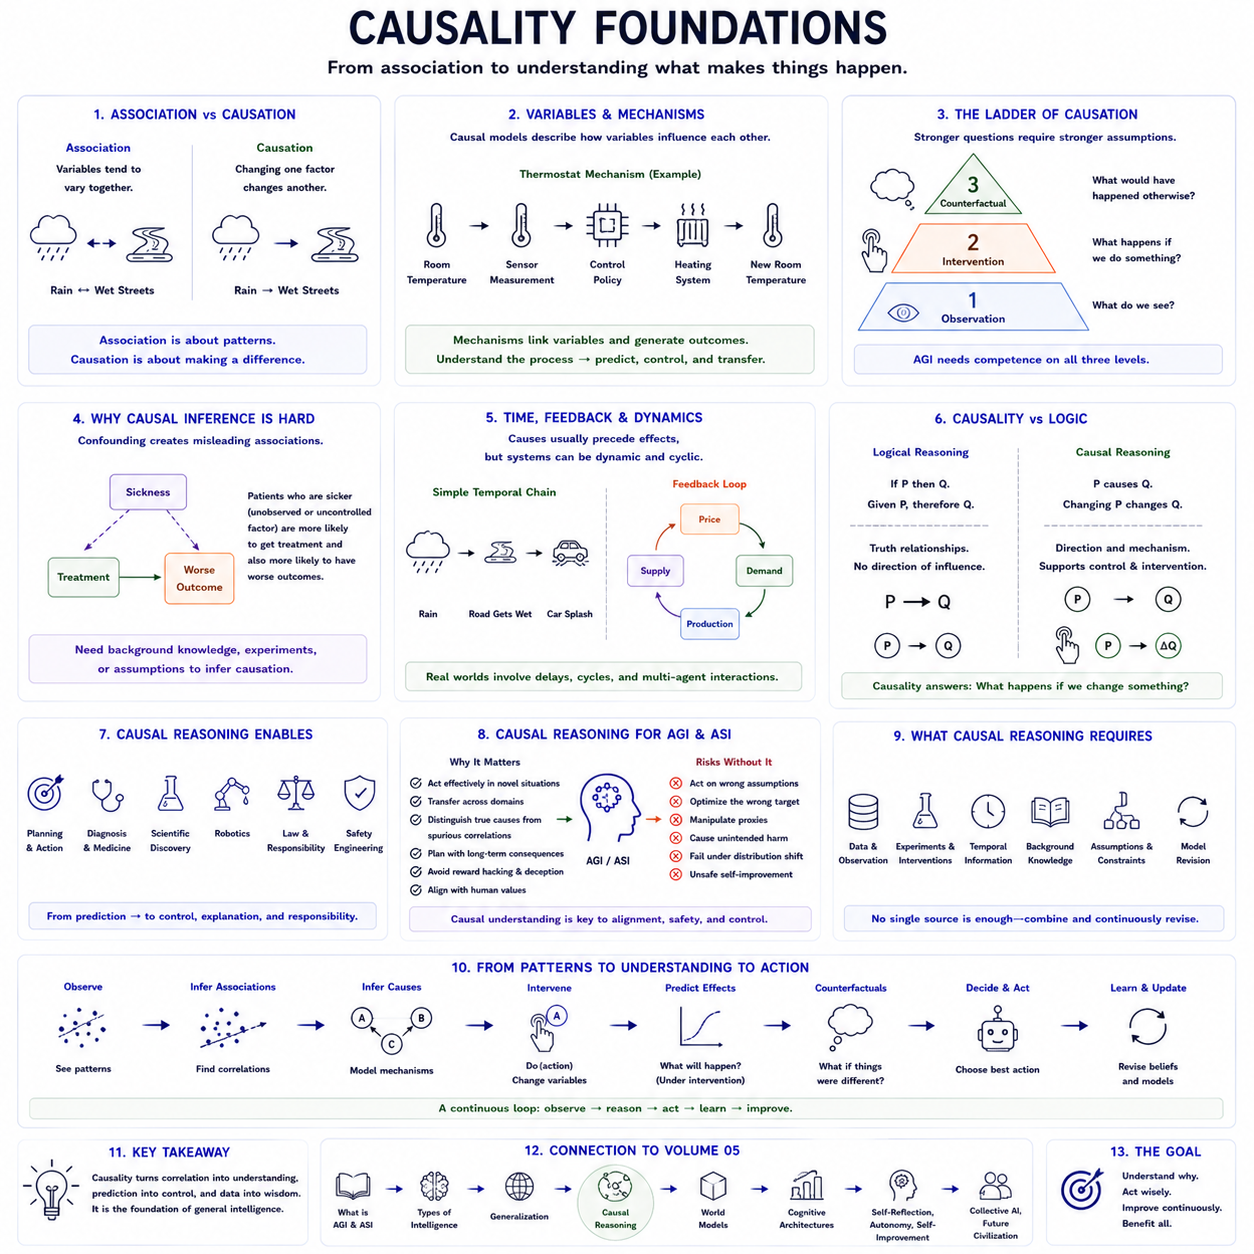 CAUSALITY FOUNDATIONS
From association to understanding what makes things happen.
1. ASSOCIATION vs CAUSATION
Association
Variables tend to
vary together.
Rain ↔ Wet Streets
Causation
Changing one factor
changes another.
Rain → Wet Streets
Association is about patterns.
Causation is about making a difference.
2. VARIABLES & MECHANISMS
Causal models describe how variables influence each other.
Thermostat Mechanism (Example)
Room
Temperature
Sensor
Measurement
Control
Policy
Heating
System
New Room
Temperature
Mechanisms link variables and generate outcomes.
Understand the process → predict, control, and transfer.
3. THE LADDER OF CAUSATION
Stronger questions require stronger assumptions.
3
Counterfactual
What would have
happened otherwise?
2
Intervention
What happens if
we do something?
1
Observation
What do we see?
AGI needs competence on all three levels.
4. WHY CAUSAL INFERENCE IS HARD
Confounding creates misleading associations.
Sickness
Treatment
Worse
Outcome
Patients who are sicker
(unobserved or uncontrolled
factor) are more likely
to get treatment and
also more likely to have
worse outcomes.
Need background knowledge, experiments,
or assumptions to infer causation.
5. TIME, FEEDBACK & DYNAMICS
Causes usually precede effects,
but systems can be dynamic and cyclic.
Simple Temporal Chain
Rain
Road Gets Wet
Car Splash
Feedback Loop
Price
Supply
Demand
Production
Real worlds involve delays, cycles, and multi-agent interactions.
6. CAUSALITY vs LOGIC
Logical Reasoning
If P then Q.
Given P, therefore Q.
Truth relationships.
No direction of influence.
P → Q
P → Q
Causal Reasoning
P causes Q.
Changing P changes Q.
Direction and mechanism.
Supports control & intervention.
P → Q
P → ΔQ
Causality answers: What happens if we change something?
7. CAUSAL REASONING ENABLES
Planning
& Action
Diagnosis
& Medicine
Scientific
Discovery
Robotics
Law &
Responsibility
Safety
Engineering
From prediction → to control, explanation, and responsibility.
8. CAUSAL REASONING FOR AGI & ASI
Why It Matters
Act effectively in novel situations
Transfer across domains
Distinguish true causes from
spurious correlations
Plan with long-term consequences
Avoid reward hacking & deception
Align with human values
AGI / ASI
Risks Without It
Act on wrong assumptions
Optimize the wrong target
Manipulate proxies
Cause unintended harm
Fail under distribution shift
Unsafe self-improvement
Causal understanding is key to alignment, safety, and control.
9. WHAT CAUSAL REASONING REQUIRES
Data &
Observation
Experiments &
Interventions
Temporal
Information
Background
Knowledge
Assumptions &
Constraints
Model
Revision
No single source is enough—combine and continuously revise.
10. FROM PATTERNS TO UNDERSTANDING TO ACTION
Observe
See patterns
Infer Associations
Find correlations
Infer Causes
A
B
C
Model mechanisms
Intervene
A
Do (action)
Change variables
Predict Effects
What will happen?
(Under intervention)
Counterfactuals
What if things
were different?
Decide & Act
Choose best action
Learn & Update
Revise beliefs
and models
A continuous loop: observe → reason → act → learn → improve.
11. KEY TAKEAWAY
Causality turns correlation into understanding,
prediction into control, and data into wisdom.
It is the foundation of general intelligence.
12. CONNECTION TO VOLUME 05
What is
AGI & ASI
Types of
Intelligence
Generalization
Causal
Reasoning
World
Models
Cognitive
Architectures
Self-Reflection,
Autonomy, Self-
Improvement
Collective AI,
Future
Civilization
13. THE GOAL
Understand why.
Act wisely.
Improve continuously.
Benefit all.